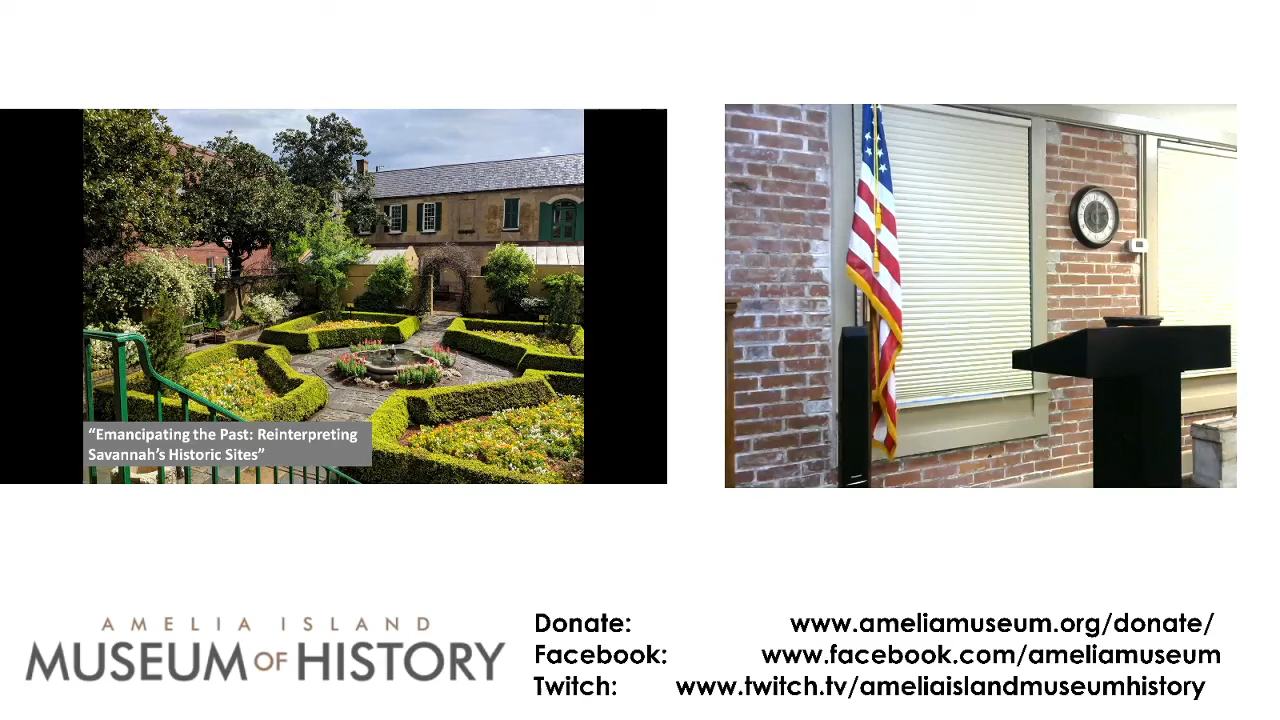 “Emancipating the Past: Reinterpreting
Savannah’s Historic Sites”
AMELIA ISLAND
MUSEUM OF HISTORY
Donate: www.ameliamuseum.org/donate/
Facebook: www.facebook.com/ameliamuseum
Twitch: www.twitch.tv/ameliaislandmuseumhistory